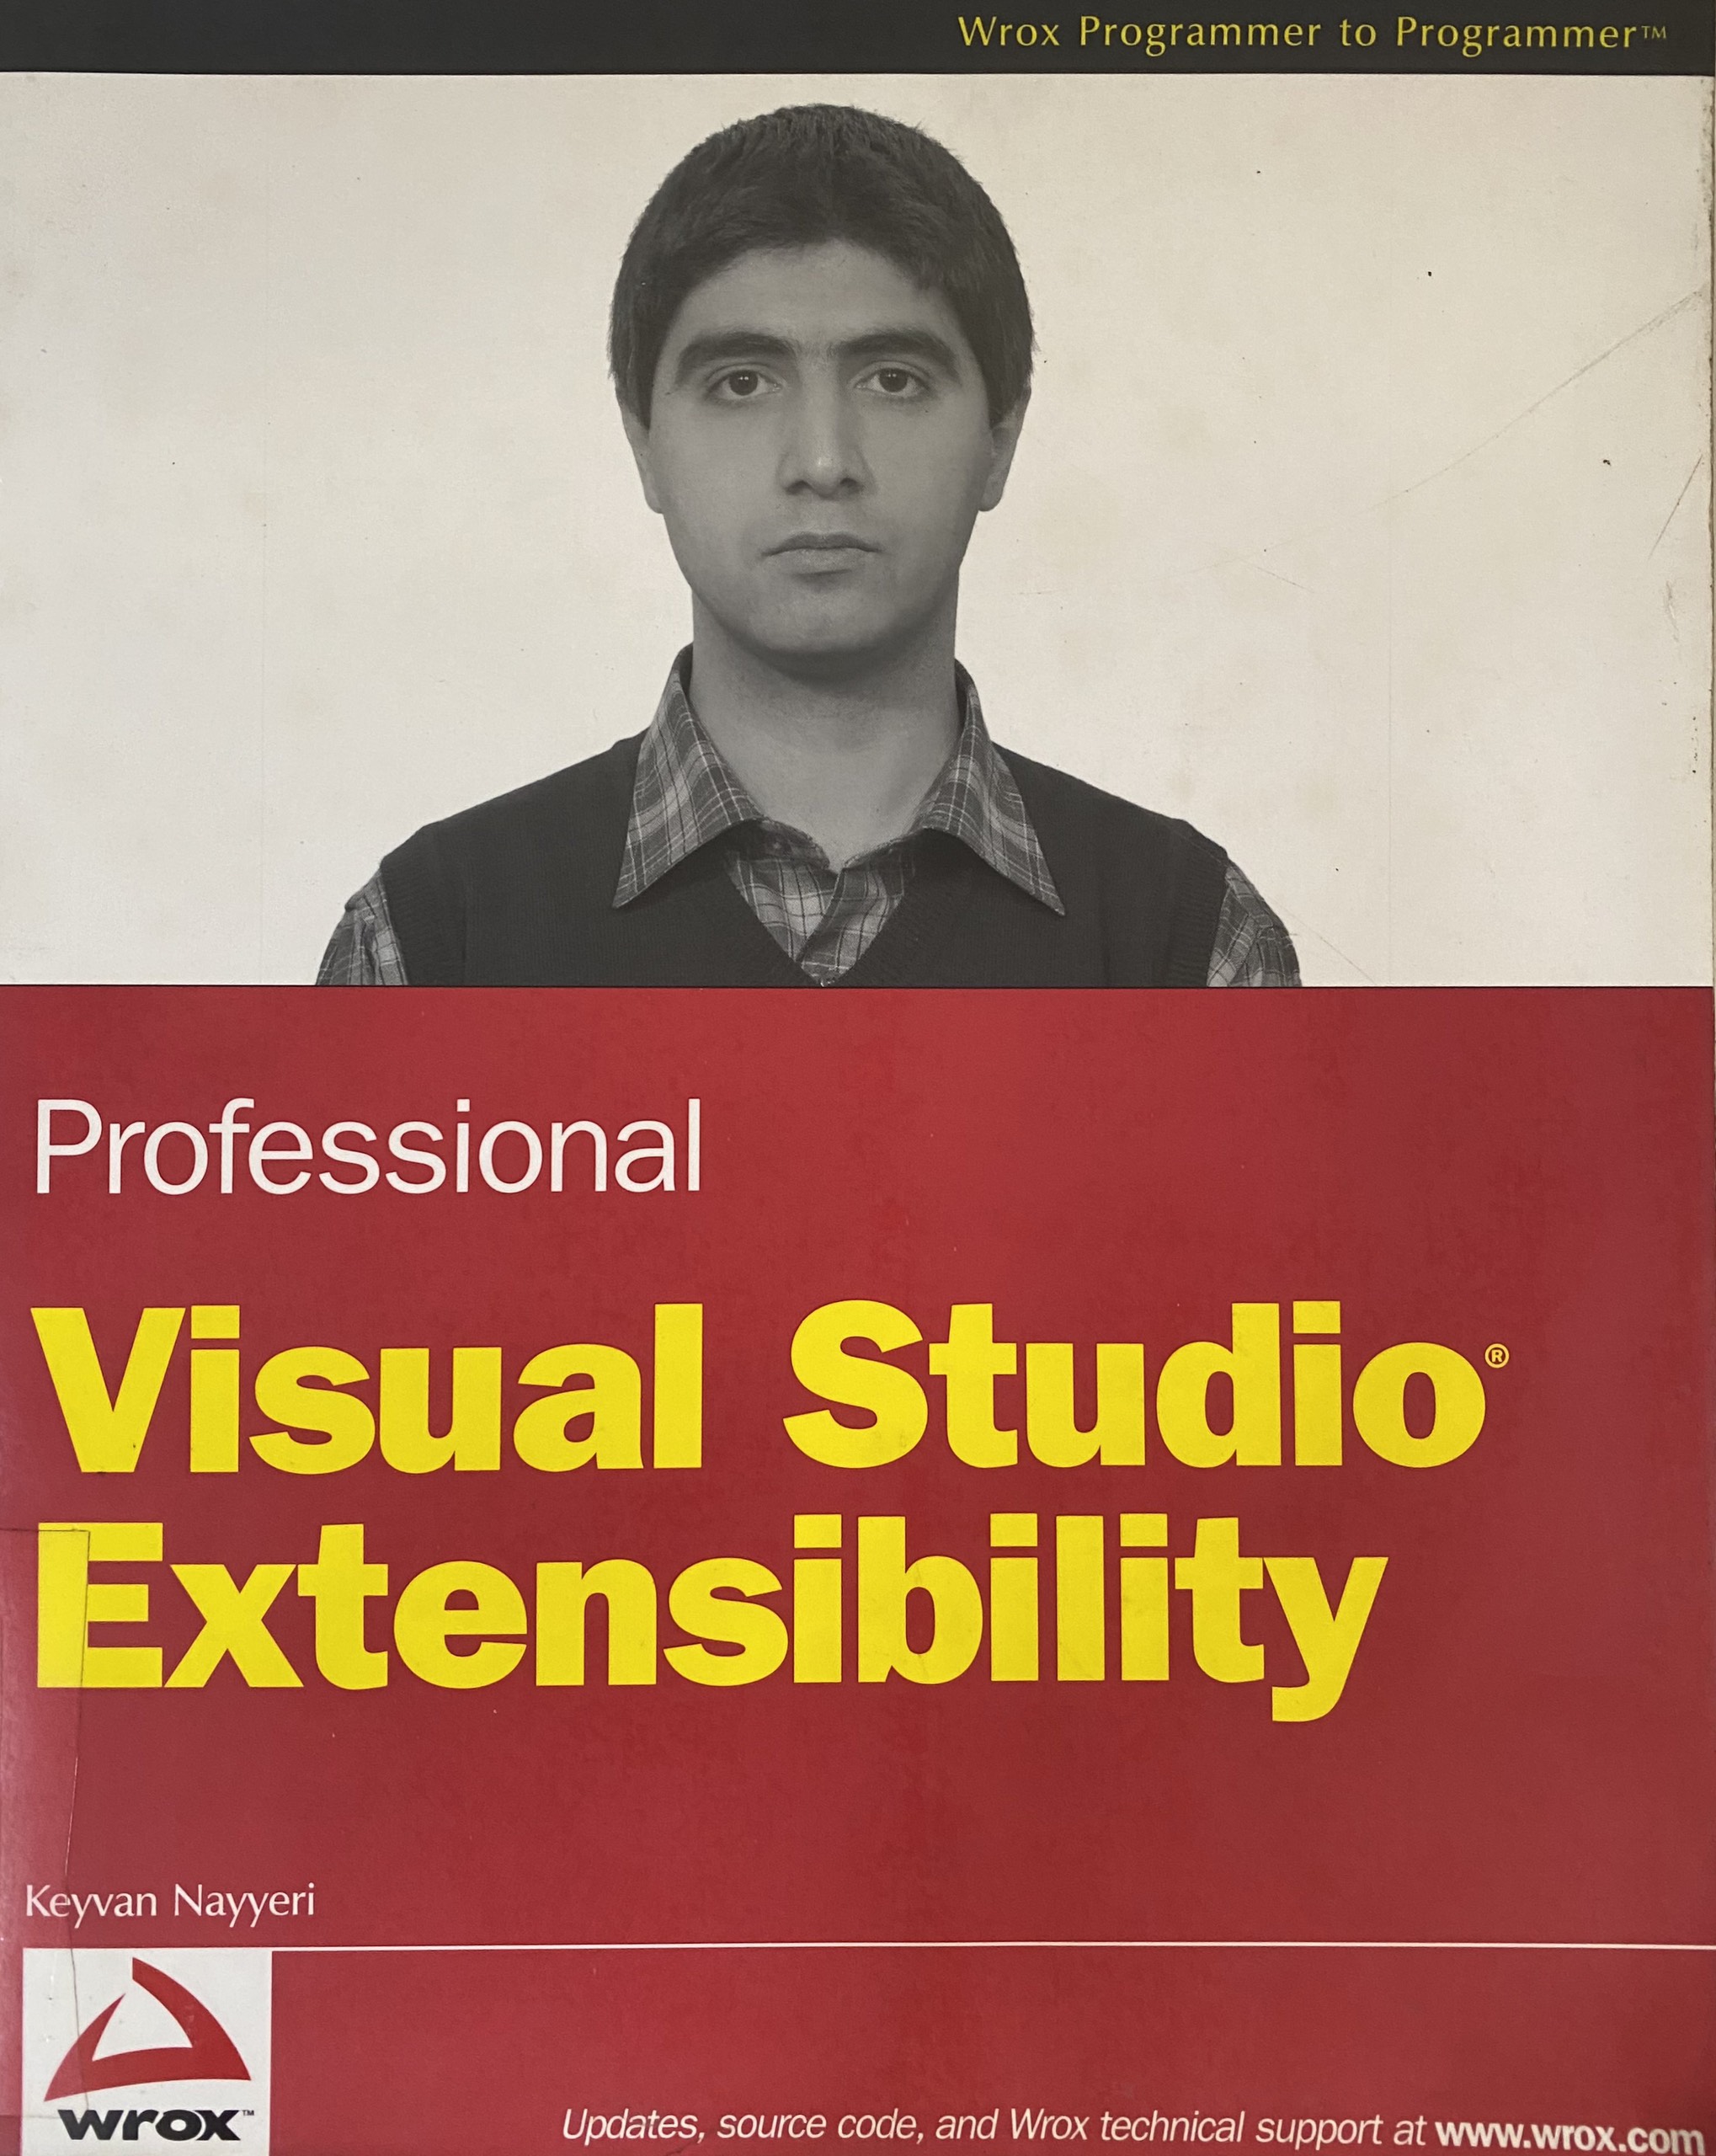 Wrox Programmer to Programmer™
Professional
Visual Studio®
Extensibility
Keyvan Nayyeri
wrox™
Updates, source code, and Wrox technical support at www.wrox.com